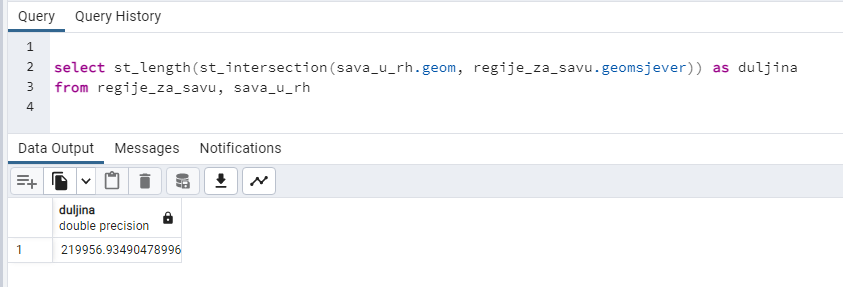 Query Query History
1
2 select st_length(st_intersection(sava_u_rh.geom, regije_za_savu.geomsjever)) as duljina
3 from regije_za_savu, sava_u_rh
4
Data Output Messages Notifications
duljina
double precision
1 219956.93490478996